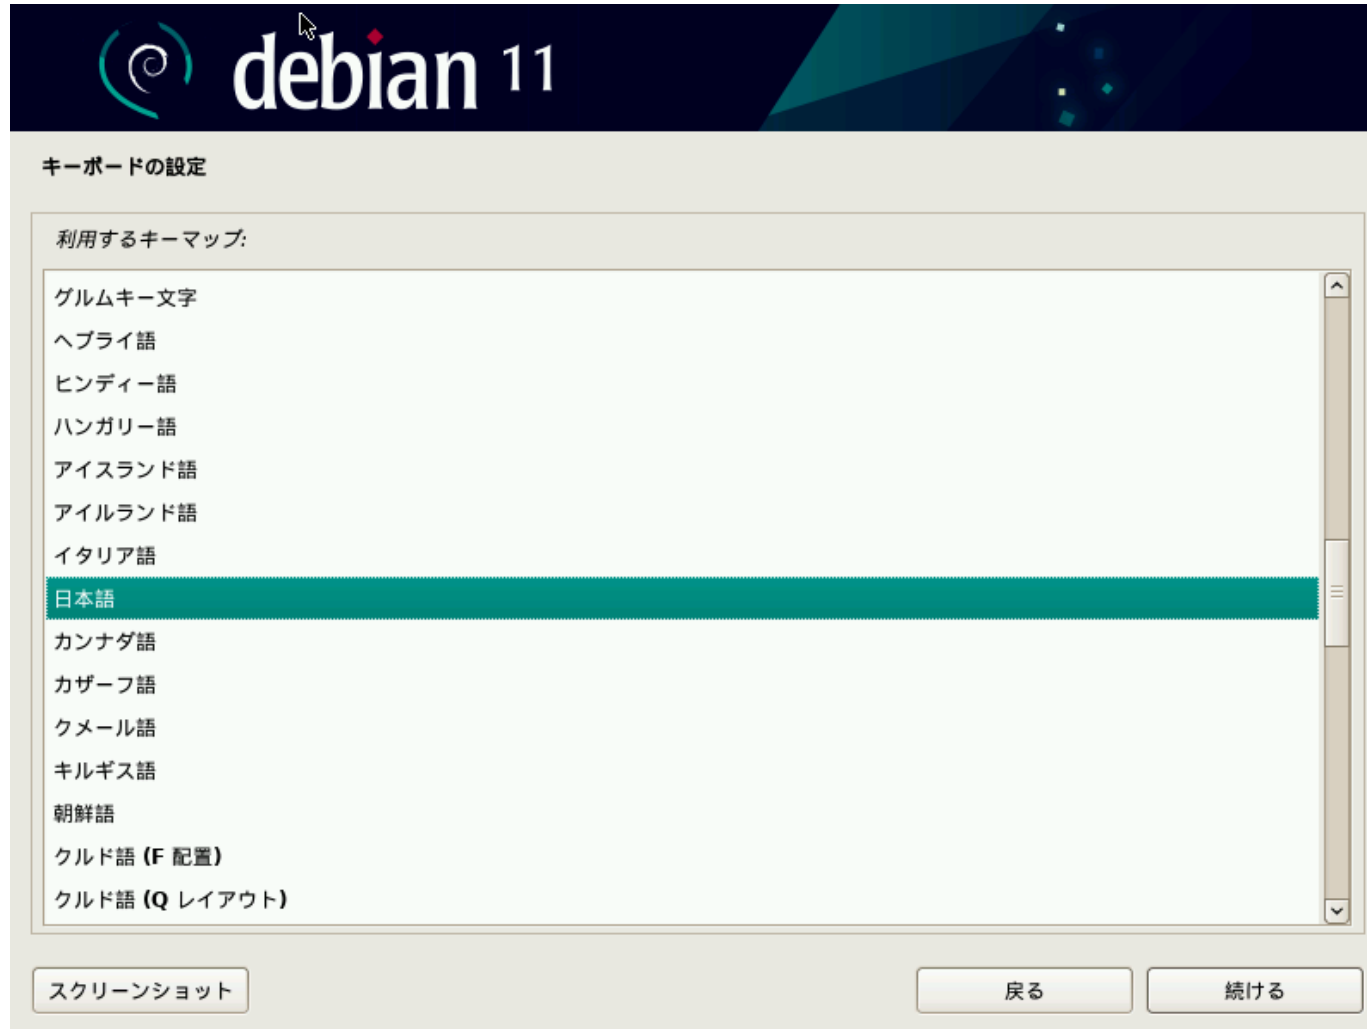 debian 11
キーボードの設定
利用するキーマップ:
グルムキー文字
ヘブライ語
ヒンディー語
ハンガリー語
アイスランド語
アイルランド語
イタリア語
日本語
カンナダ語
カザーフ語
クメール語
キルギス語
朝鮮語
クルド語 (F 配置)
クルド語 (Q レイアウト)
スクリーンショット
戻る
続ける